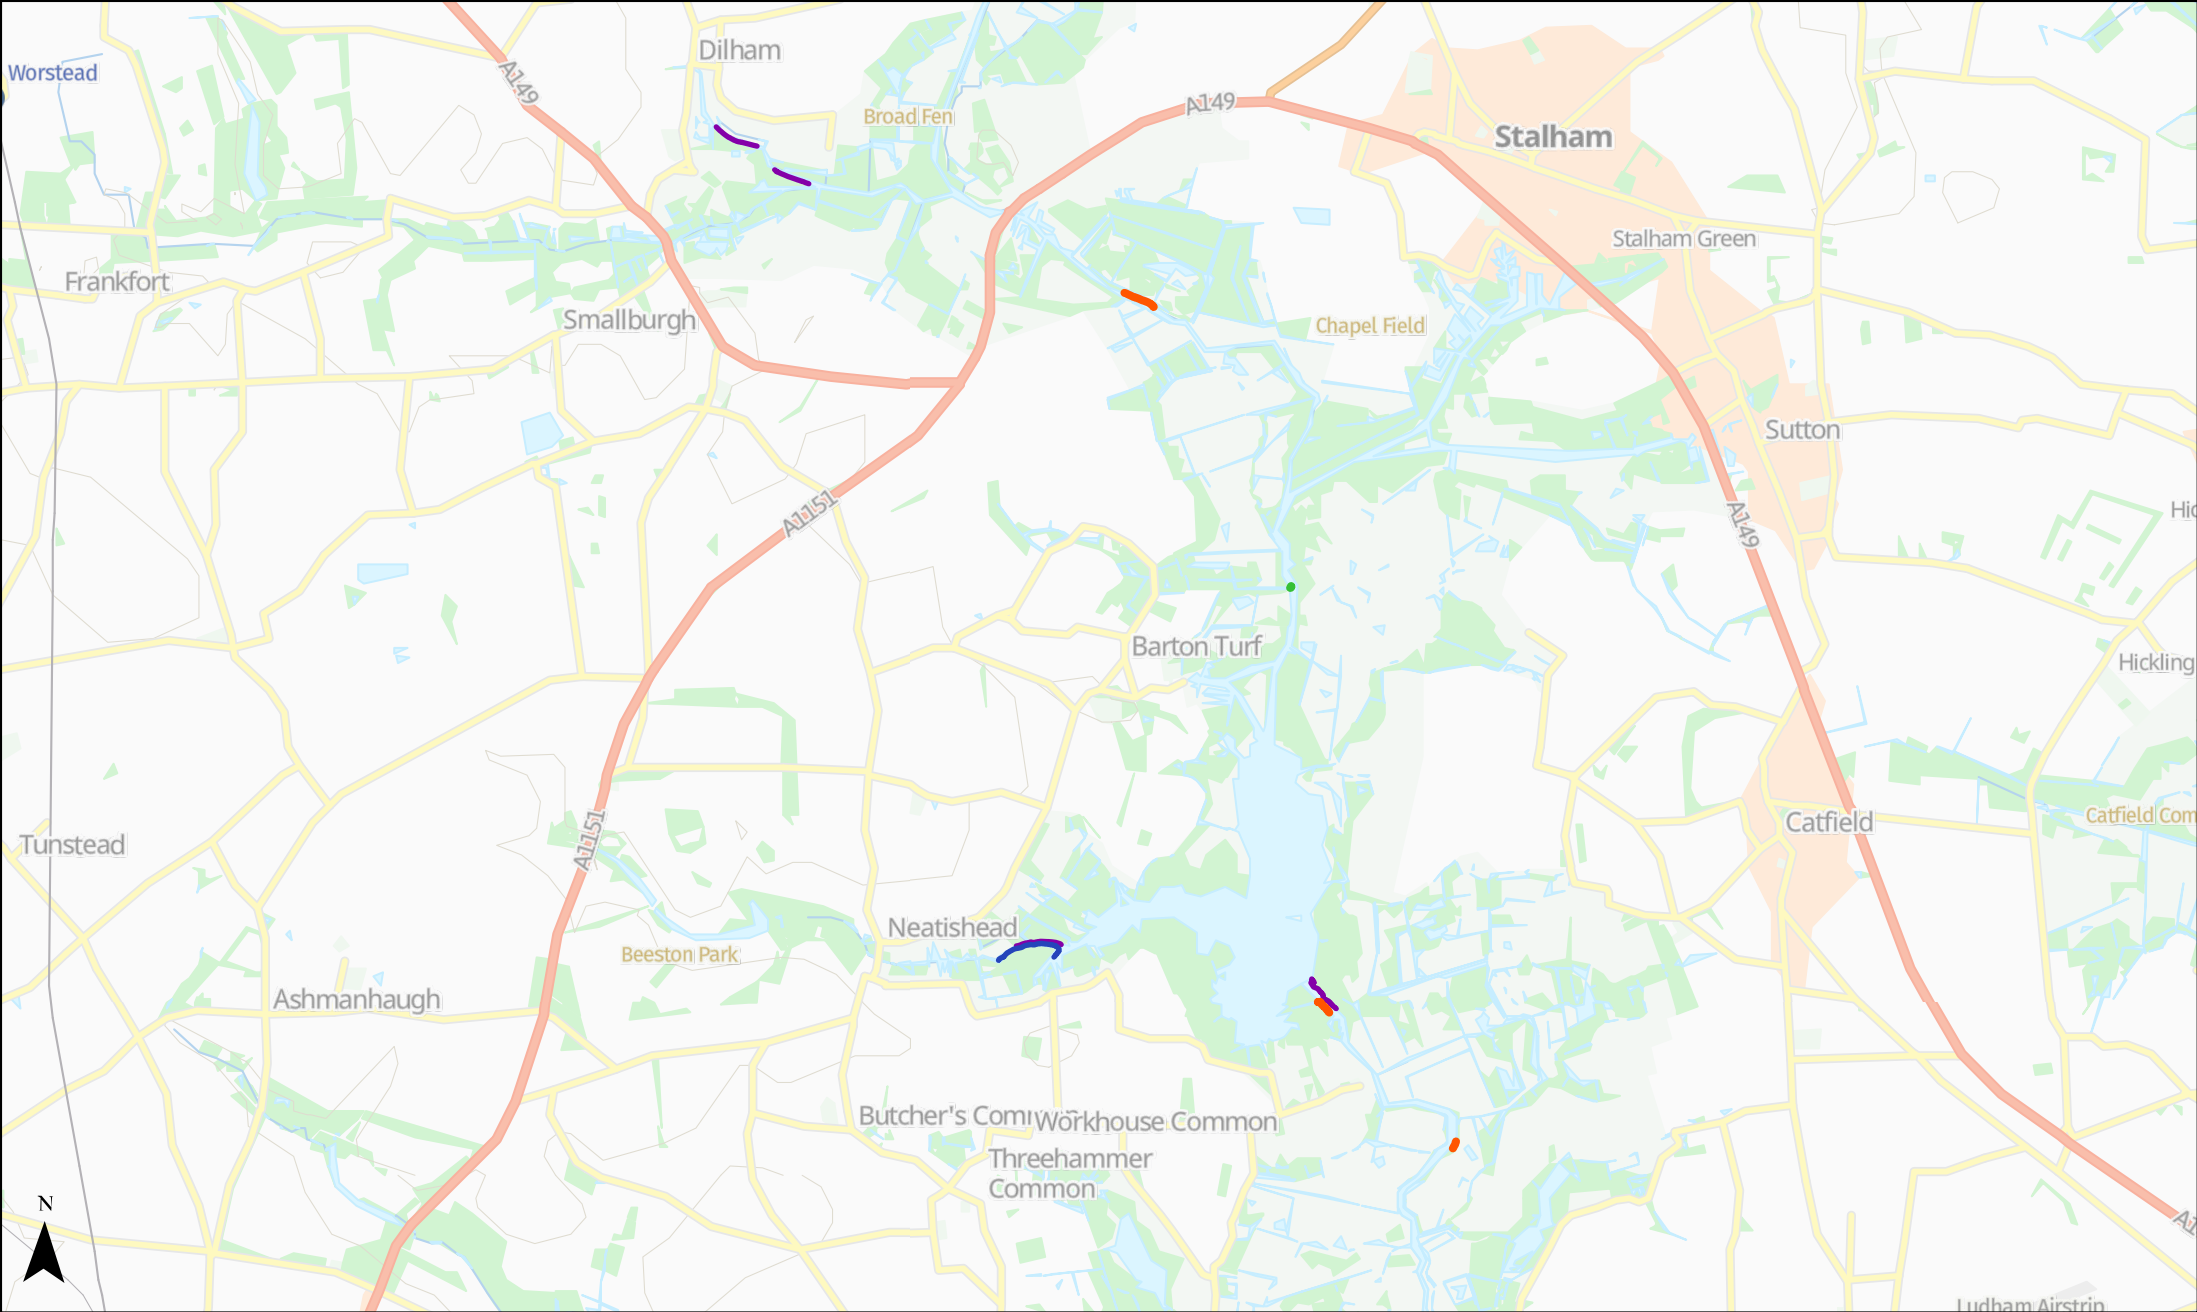 Dilham
Worstead
A149
A149
Broad Fen
Stalham
Stalham Green
Frankfort
Smallburgh
Chapel Field
Sutton
A1151
A149
Barton Turf
Hickling
Catfield
Catfield Com
A1151
Tunstead
Neatishead
Beeston Park
Ashmanhaugh
Butcher's Comm
Workhouse Common
Threehammer
Common
N
Ludham Airstrip